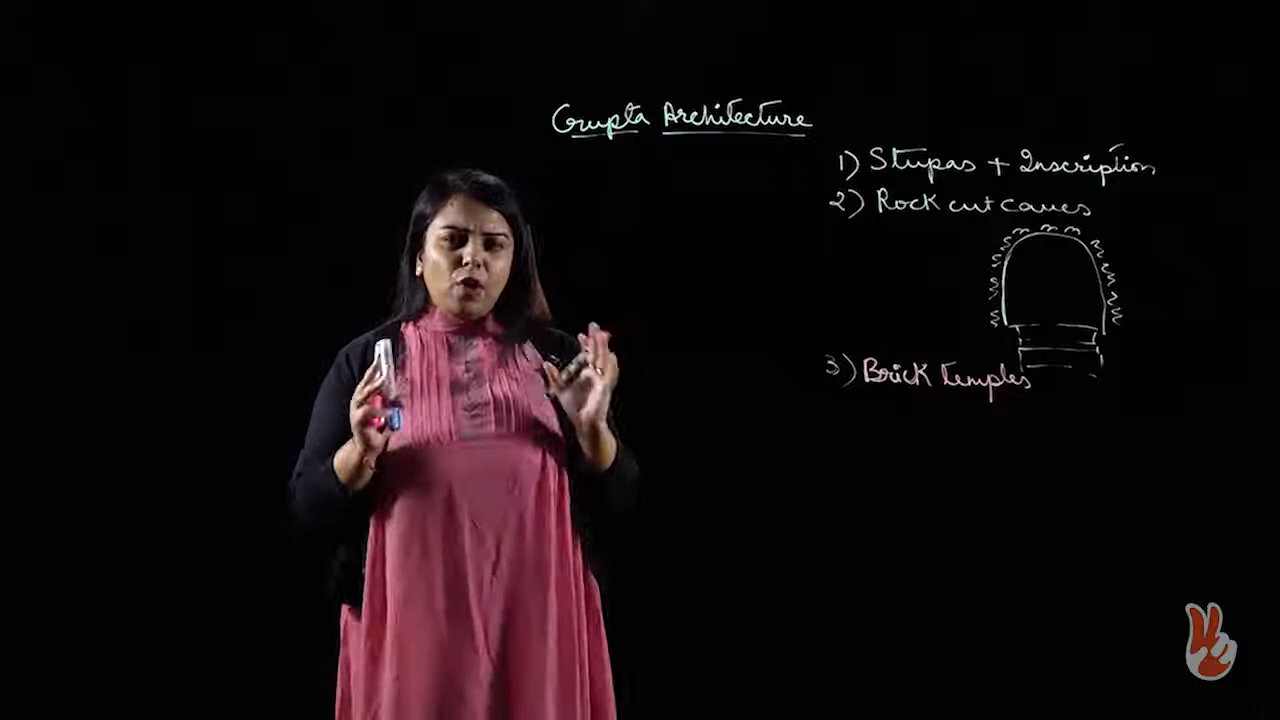 Gupta Architecture
1) Stupas + Inscription
2) Rock cut caves
3) Brick temples